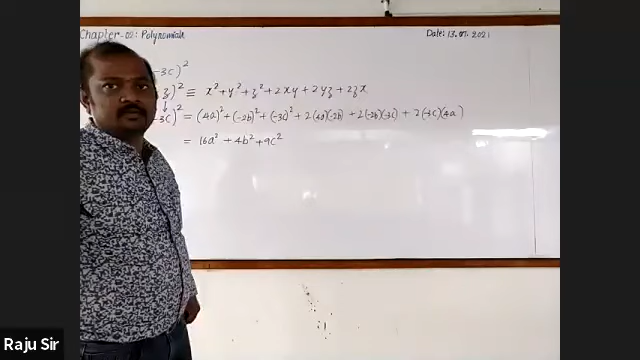 Chapter-02: Polynomials
Date: 13.07.2021
-3c)²
z)² ≡ x²+y²+z²+2xy+2yz+2zx
-3c)² = (4a)²+(-2b)²+(-3c)²+2(4a)(-2b)+2(-2b)(-3c)+2(-3c)(4a)
= 16a²+4b²+9c²
Raju Sir